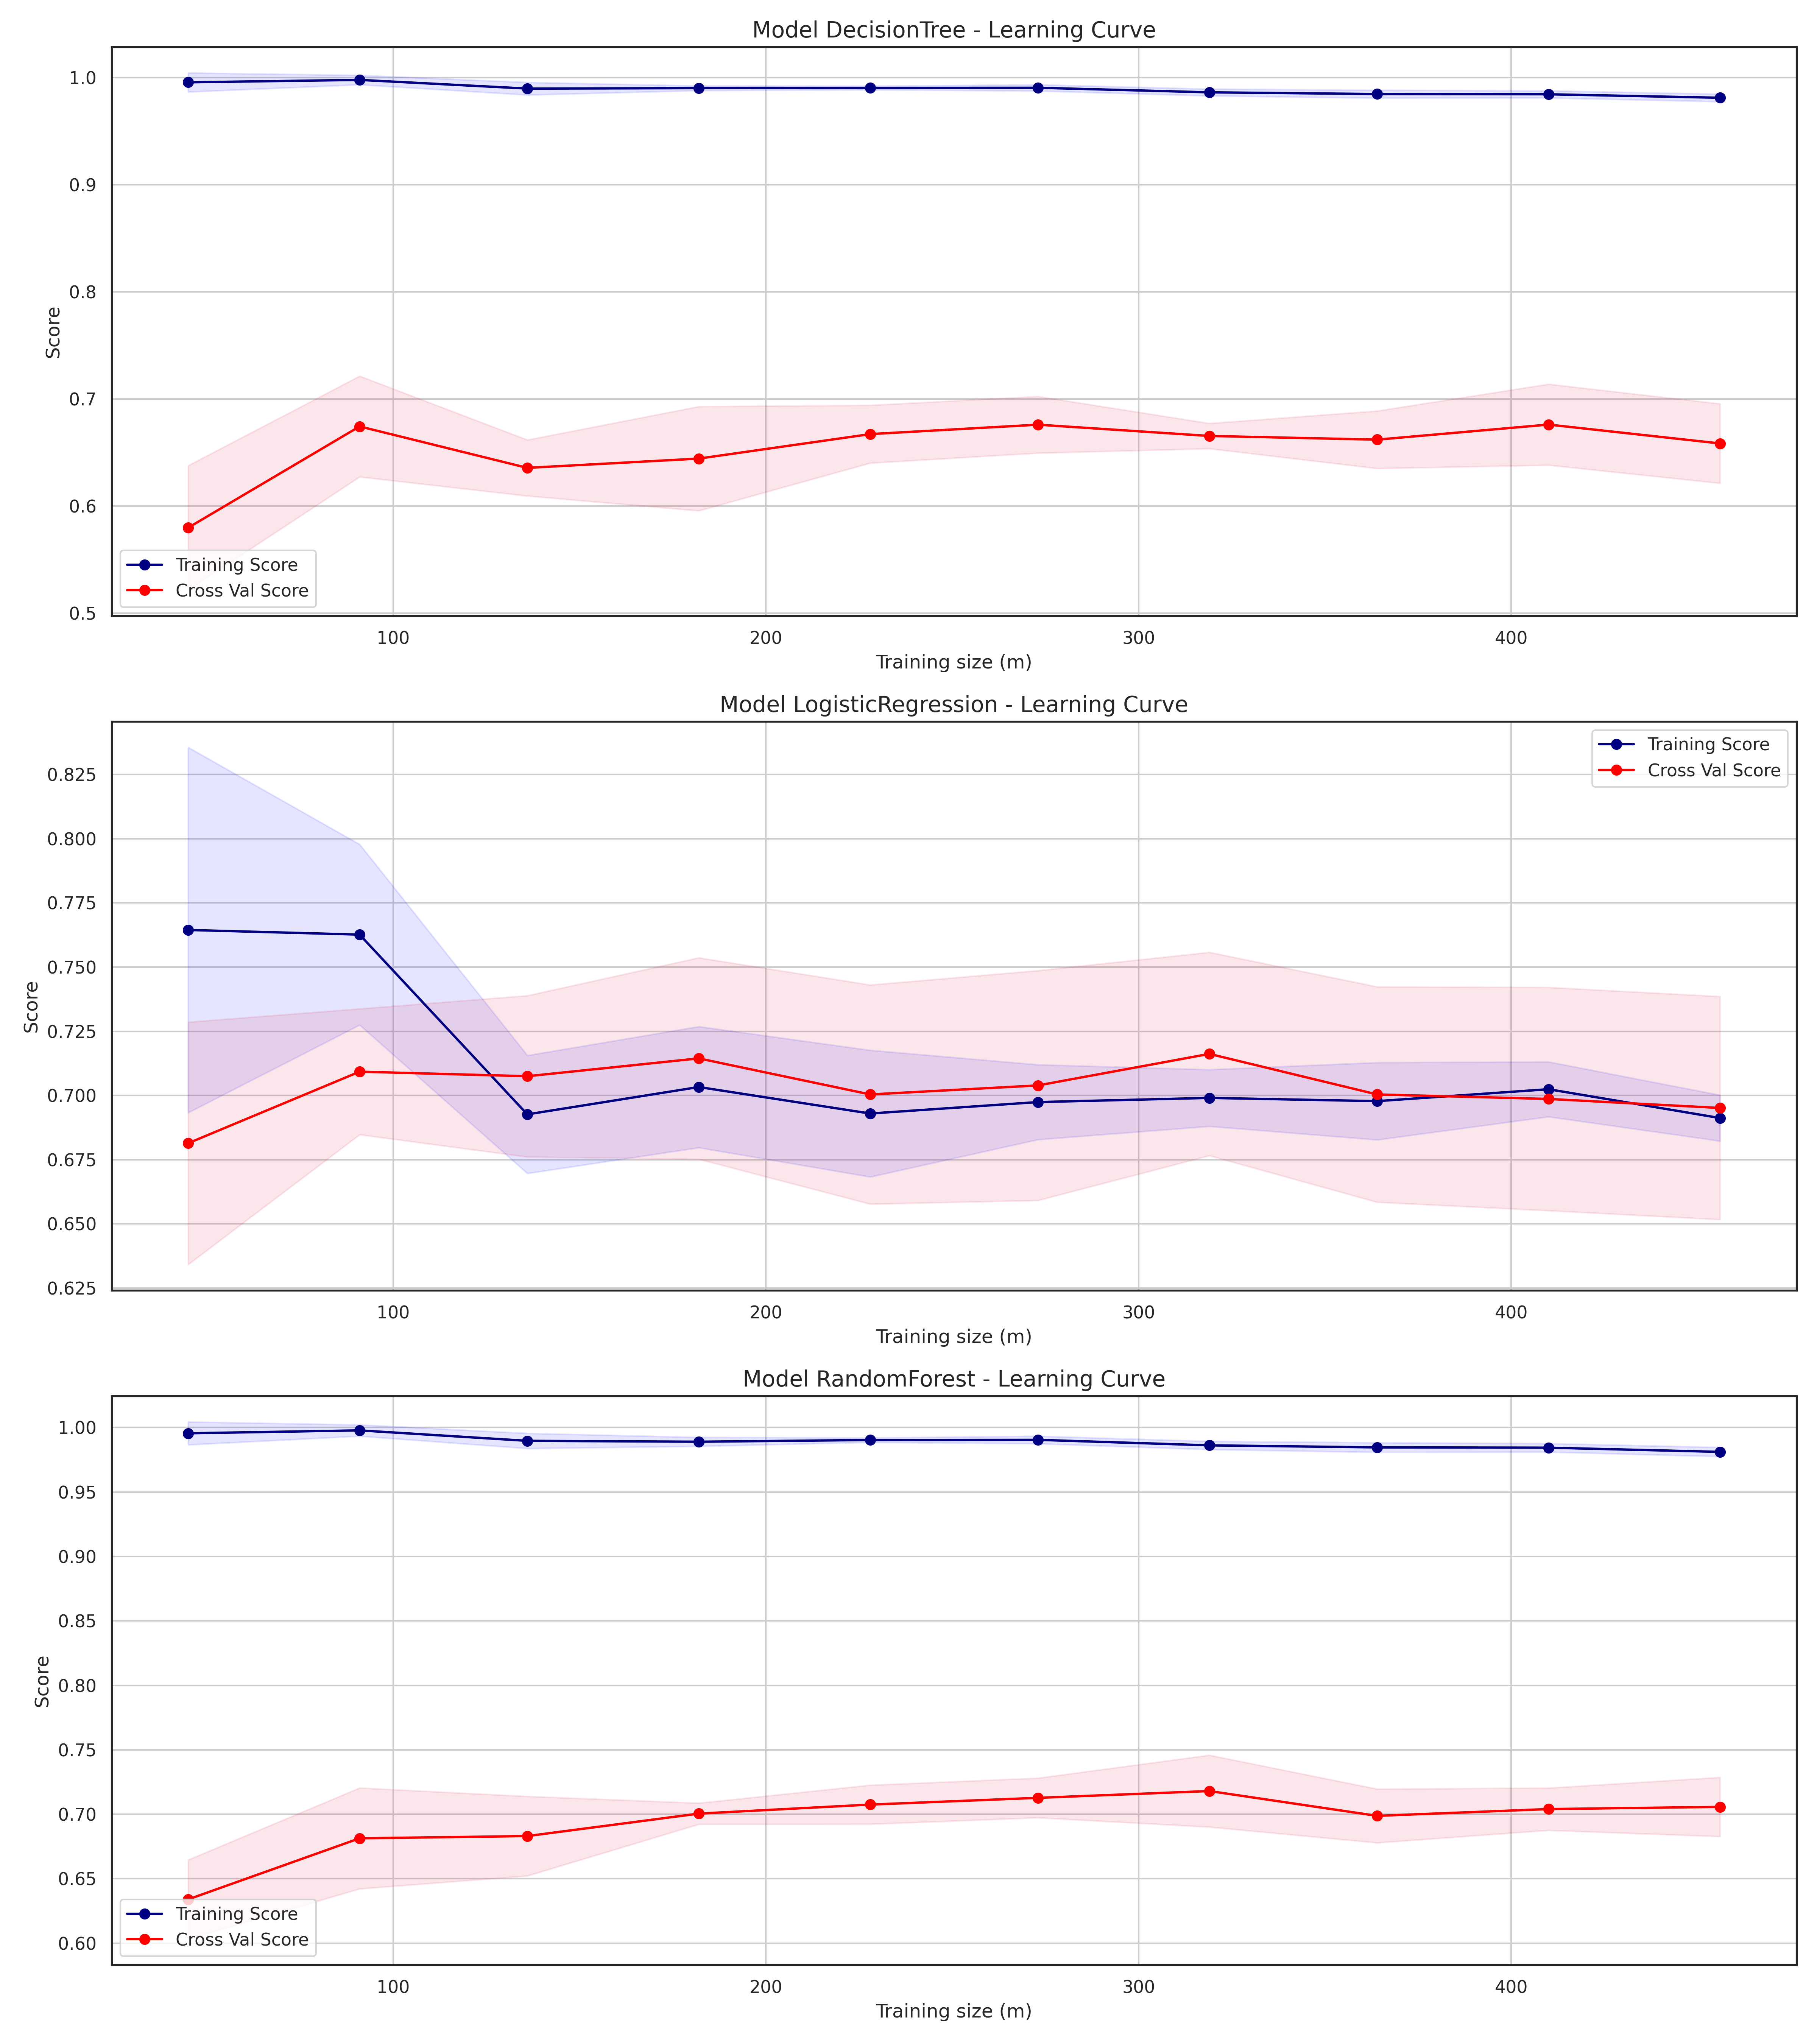 Model DecisionTree - Learning Curve
1.0
0.9
0.8
0.7
0.6
0.5
Score
Training Score
Cross Val Score
100 200 300 400
Training size (m)
Model LogisticRegression - Learning Curve
0.825
0.800
0.775
0.750
0.725
0.700
0.675
0.650
0.625
Score
Training Score
Cross Val Score
100 200 300 400
Training size (m)
Model RandomForest - Learning Curve
1.00
0.95
0.90
0.85
0.80
0.75
0.70
0.65
0.60
Score
Training Score
Cross Val Score
100 200 300 400
Training size (m)